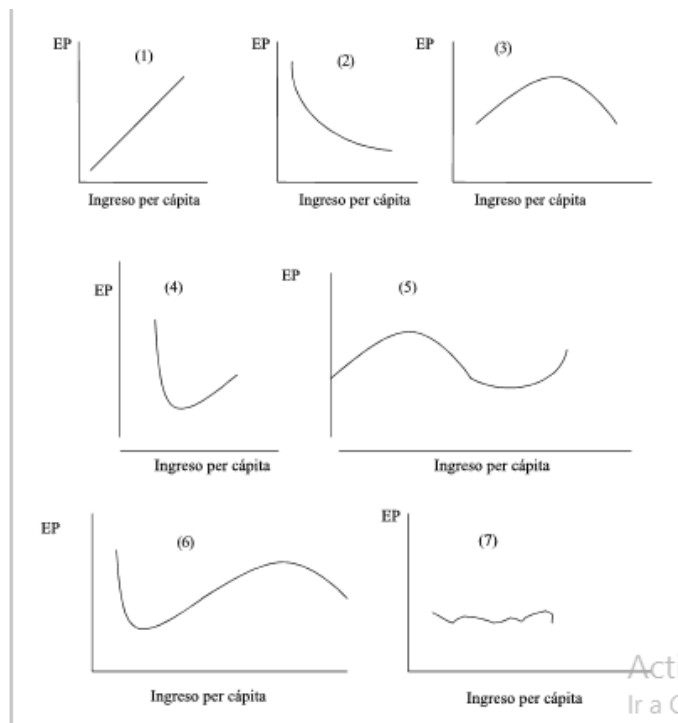 EP (1)
Ingreso per cápita
EP (2)
Ingreso per cápita
EP (3)
Ingreso per cápita
EP (4)
Ingreso per cápita
EP (5)
Ingreso per cápita
EP (6)
Ingreso per cápita
EP (7)
Ingreso per cápita
Acti
Ir a C